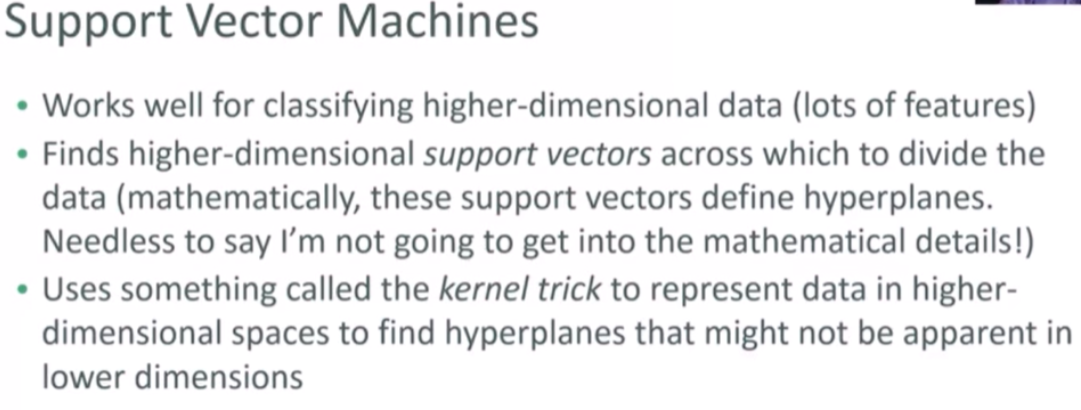 Support Vector Machines
• Works well for classifying higher-dimensional data (lots of features)
• Finds higher-dimensional support vectors across which to divide the
data (mathematically, these support vectors define hyperplanes.
Needless to say I’m not going to get into the mathematical details!)
• Uses something called the kernel trick to represent data in higher-
dimensional spaces to find hyperplanes that might not be apparent in
lower dimensions